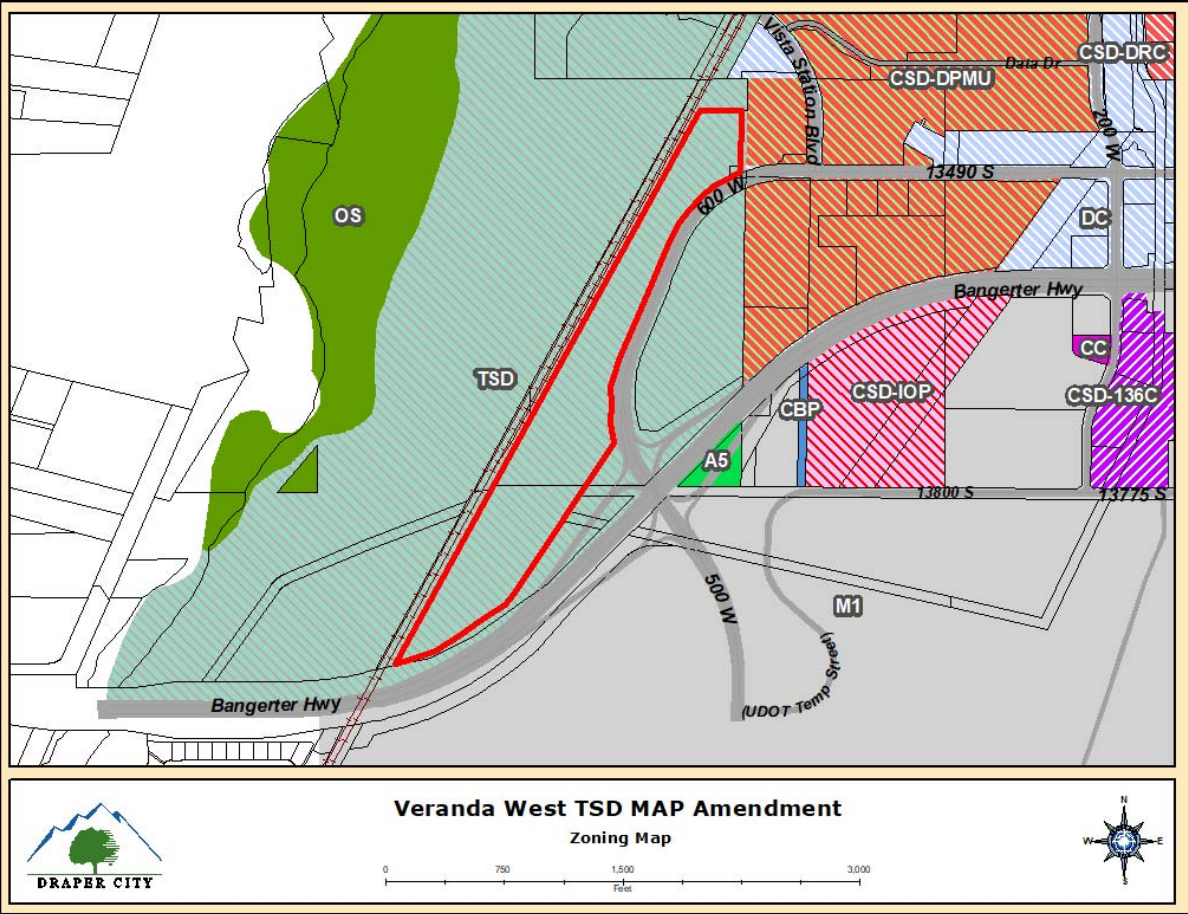 Vista Station Blvd
CSD-DRC
Data Dr
CSD-DPMU
200 W
13490 S
600 W
OS
DC
Bangerter Hwy
CC
TSD
CSD-IOP
CSD-136C
CBP
A5
13800 S
13775 S
500 W
M1
(UDOT Temp Street)
Bangerter Hwy
Veranda West TSD MAP Amendment
Zoning Map
0 750 1,500 3,000
Feet
DRAPER CITY
N
W E
S